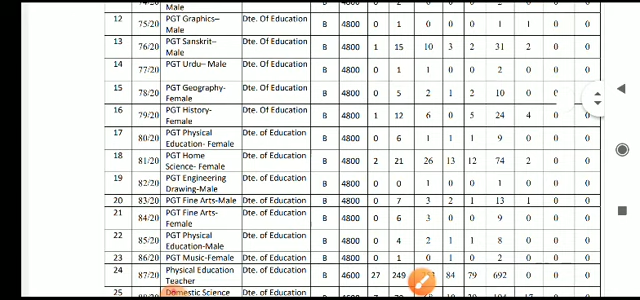 Male
12 75/20 PGT Graphics– Male Dte. Of Education B 4800 0 1 0 0 0 1 1 0 0
13 76/20 PGT Sanskrit– Male Dte. Of Education B 4800 1 15 10 3 2 31 2 0 0
14 77/20 PGT Urdu– Male Dte. Of Education B 4800 0 1 1 0 0 2 0 0 0
15 78/20 PGT Geography- Female Dte. Of Education B 4800 0 5 2 1 2 10 0
16 79/20 PGT History- Female Dte. Of Education B 4800 1 12 6 0 5 24 4 0 0
17 80/20 PGT Physical Education- Female Dte. of Education B 4800 0 6 1 1 1 9 0 0 0
18 81/20 PGT Home Science- Female Dte. of Education B 4800 2 21 26 13 12 74 2 0 0
19 82/20 PGT Engineering Drawing-Male Dte. of Education B 4800 0 0 1 0 0 1 0 0 0
20 83/20 PGT Fine Arts-Male Dte. of Education B 4800 0 7 3 2 1 13 1 0 0
21 84/20 PGT Fine Arts- Female Dte. of Education B 4800 0 6 3 0 0 9 0 0 0
22 85/20 PGT Physical Education-Male Dte. of Education B 4800 0 4 2 1 1 8 0 0 0
23 86/20 PGT Music-Female Dte. of Education B 4800 0 1 0 1 0 2 0 0 0
24 87/20 Physical Education Teacher Dte. of Education B 4600 27 249 84 79 692 0 0 0
25 Domestic Science